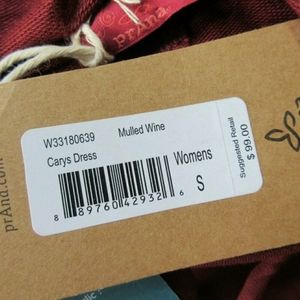 prAna
W33180639 Mulled Wine
Carys Dress
Womens
S
8 89760 42932 6
Suggested Retail
$ 99.00
prAna.com